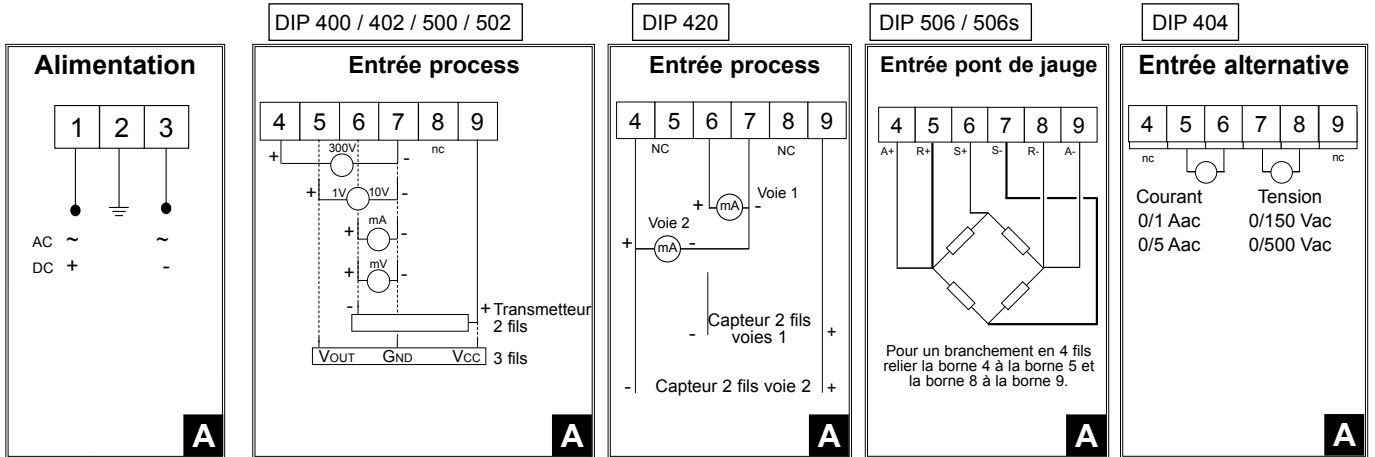 DIP 400 / 402 / 500 / 502
DIP 420
DIP 506 / 506s
DIP 404
Alimentation
1 2 3
AC ~ ~
DC + -
A
Entrée process
4 5 6 7 8 9
nc
+ 300V -
+ 1V 10V -
mA
+ -
mV
+ -
- + Transmetteur
2 fils
VOUT GND VCC 3 fils
A
Entrée process
4 5 6 7 8 9
NC NC
Voie 1
+ mA -
Voie 2
+ mA -
Capteur 2 fils
- voies 1 +
- Capteur 2 fils voie 2 +
A
Entrée pont de jauge
4 5 6 7 8 9
A+ R+ S+ S- R- A-
Pour un branchement en 4 fils
relier la borne 4 à la borne 5 et
la borne 8 à la borne 9.
A
Entrée alternative
4 5 6 7 8 9
nc nc
Courant Tension
0/1 Aac 0/150 Vac
0/5 Aac 0/500 Vac
A